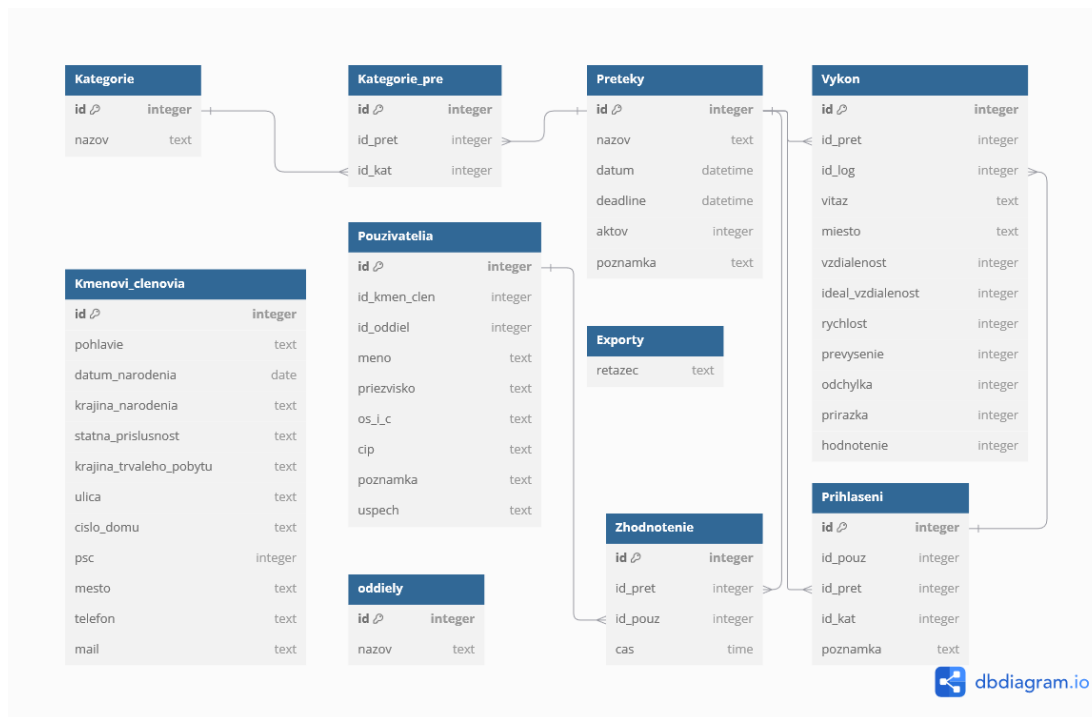 Kategorie
id integer
nazov text
Kategorie_pre
id integer
id_pret integer
id_kat integer
Preteky
id integer
nazov text
datum datetime
deadline datetime
aktov integer
poznamka text
Vykon
id integer
id_pret integer
id_log integer
vitaz text
miesto text
vzdialenost integer
ideal_vzdialenost integer
rychlost integer
prevysenie integer
odchylka integer
prirazka integer
hodnotenie integer
Kmenovi_clenovia
id integer
pohlavie text
datum_narodenia date
krajina_narodenia text
statna_prislusnost text
krajina_trvaleho_pobytu text
ulica text
cislo_domu text
psc integer
mesto text
telefon text
mail text
Pouzivatelia
id integer
id_kmen_clen integer
id_oddiel integer
meno text
priezvisko text
os_i_c text
cip text
poznamka text
uspech text
Exporty
retazec text
oddiely
id integer
nazov text
Zhodnotenie
id integer
id_pret integer
id_pouz integer
cas time
Prihlaseni
id integer
id_pouz integer
id_pret integer
id_kat integer
poznamka text
dbdiagram.io